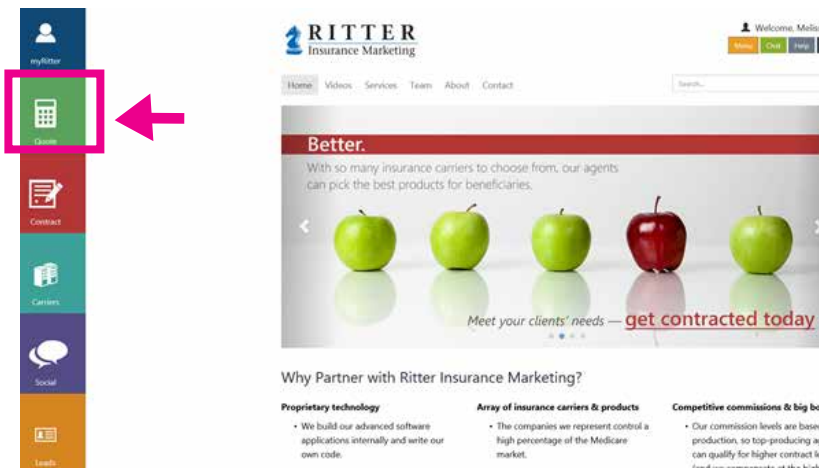 myRitter
Quote
Contract
Carriers
Social
Leads
RITTER
Insurance Marketing
Welcome, Melis
Menu Chat Help
Home Videos Services Team About Contact
Search...
Better.
With so many insurance carriers to choose from, our agents
can pick the best products for beneficiaries.
Meet your clients' needs — get contracted today
Why Partner with Ritter Insurance Marketing?
Proprietary technology
• We build our advanced software
applications internally and write our
own code.
Array of insurance carriers & products
• The companies we represent control a
high percentage of the Medicare
market.
Competitive commissions & big bo
• Our commission levels are based
production, so top-producing a
can qualify for higher contract le